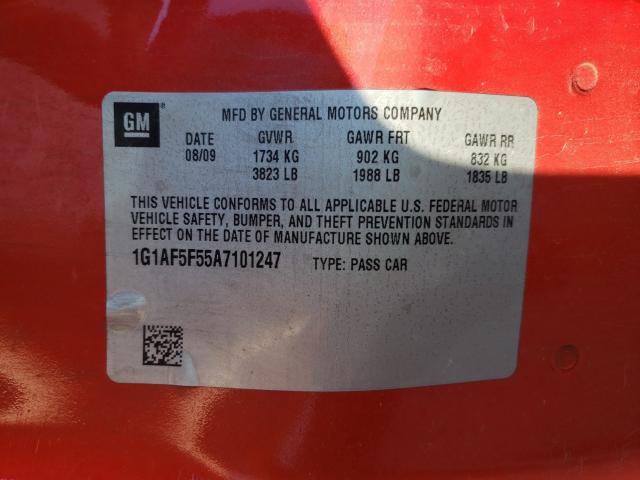 GM ®
MFD BY GENERAL MOTORS COMPANY
DATE GVWR GAWR FRT GAWR RR
08/09 1734 KG 902 KG 832 KG
3823 LB 1988 LB 1835 LB
THIS VEHICLE CONFORMS TO ALL APPLICABLE U.S. FEDERAL MOTOR
VEHICLE SAFETY, BUMPER, AND THEFT PREVENTION STANDARDS IN
EFFECT ON THE DATE OF MANUFACTURE SHOWN ABOVE.
1G1AF5F55A7101247 TYPE: PASS CAR